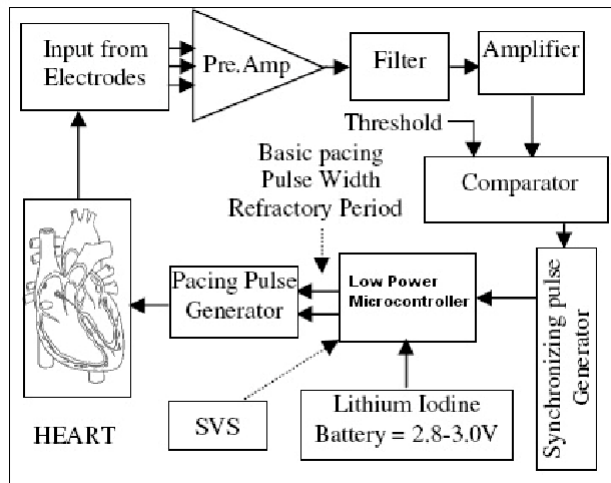 Input from
Electrodes
Pre.Amp
Filter
Amplifier
Threshold
Comparator
Basic pacing
Pulse Width
Refractory Period
Pacing Pulse
Generator
Low Power
Microcontroller
Synchronizing pulse
Generator
HEART
SVS
Lithium Iodine
Battery = 2.8-3.0V